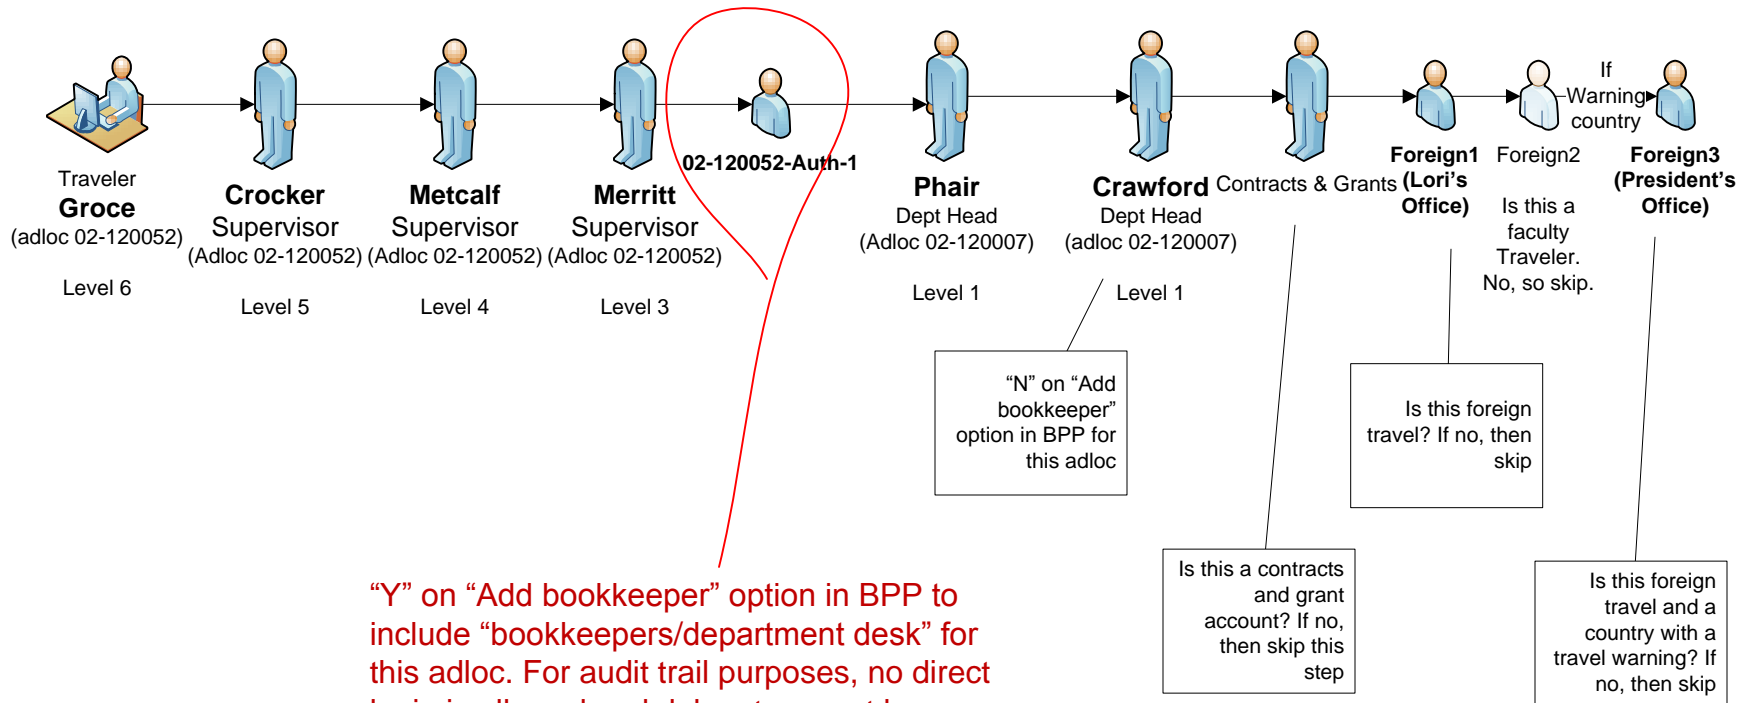 Traveler
Groce
(adloc 02-120052)
Level 6
Crocker
Supervisor
(Adloc 02-120052)
Level 5
Metcalf
Supervisor
(Adloc 02-120052)
Level 4
Merritt
Supervisor
(Adloc 02-120052)
Level 3
02-120052-Auth-1
Phair
Dept Head
(Adloc 02-120007)
Level 1
Crawford
Dept Head
(adloc 02-120007)
Level 1
Contracts & Grants
Foreign1
(Lori’s
Office)
Foreign2
Is this a
faculty
Traveler.
No, so skip.
If
Warning
country
Foreign3
(President’s
Office)
“N” on “Add
bookkeeper”
option in BPP for
this adloc
Is this foreign
travel? If no, then
skip
Is this a contracts
and grant
account? If no,
then skip this
step
Is this foreign
travel and a
country with a
travel warning? If
no, then skip
“Y” on “Add bookkeeper” option in BPP to
include “bookkeepers/department desk” for
this adloc. For audit trail purposes, no direct